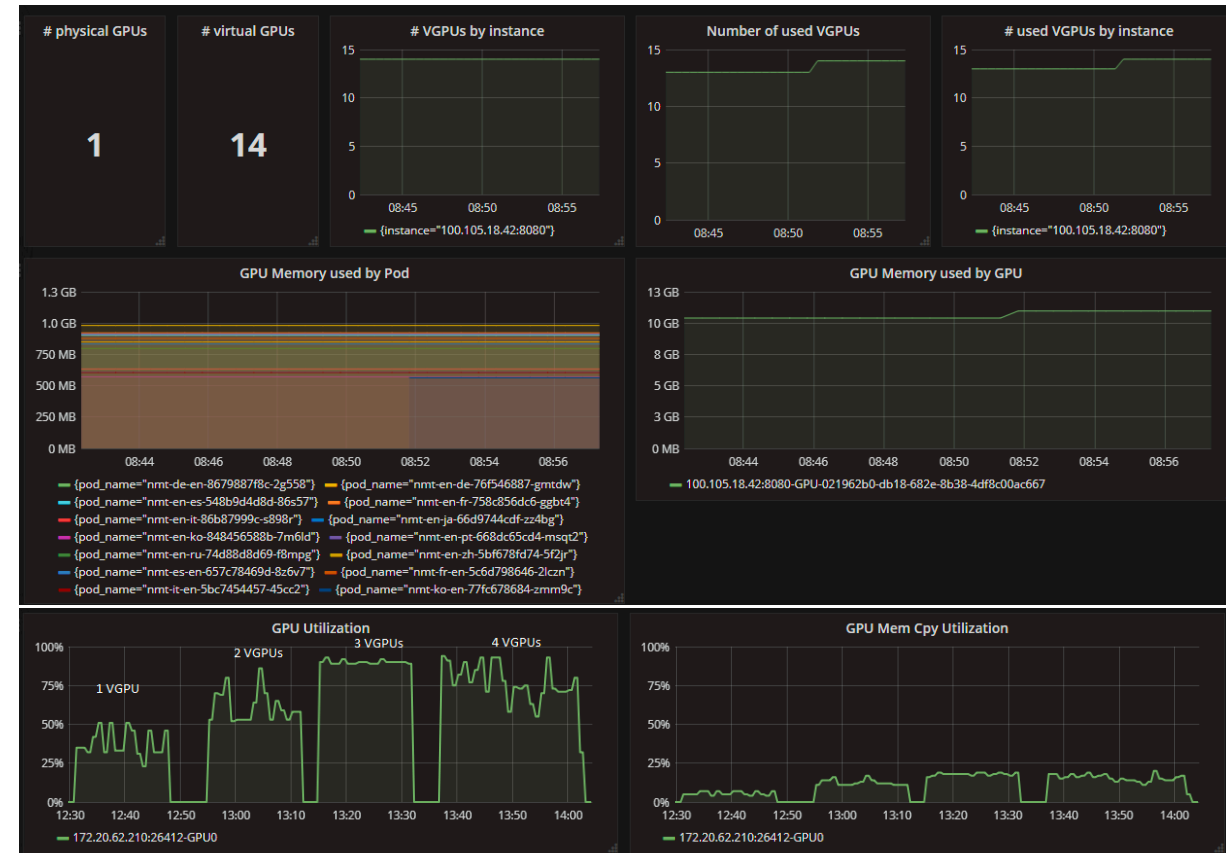 # physical GPUs
1
# virtual GPUs
14
# VGPUs by instance
15
10
5
0
08:45 08:50 08:55
{instance="100.105.18.42:8080"}
Number of used VGPUs
15
10
5
0
08:45 08:50 08:55
# used VGPUs by instance
15
10
5
0
08:45 08:50 08:55
{instance="100.105.18.42:8080"}
GPU Memory used by Pod
1.3 GB
1.0 GB
750 MB
500 MB
250 MB
0 MB
08:44 08:46 08:48 08:50 08:52 08:54 08:56
{pod_name="nmt-de-en-8679887f8c-2g558"} {pod_name="nmt-en-de-76f546887-gmtdw"}
{pod_name="nmt-en-es-548b9d4d8d-86s57"} {pod_name="nmt-en-fr-758c856dc6-ggbt4"}
{pod_name="nmt-en-it-86b87999c-s898r"} {pod_name="nmt-en-ja-66d9744cdf-zz4bg"}
{pod_name="nmt-en-ko-848456588b-7m6ld"} {pod_name="nmt-en-pt-668dc65cd4-msqt2"}
{pod_name="nmt-en-ru-74d88d8d69-f8mpg"} {pod_name="nmt-en-zh-5bf678fd74-5f2jr"}
{pod_name="nmt-es-en-657c78469d-8z6v7"} {pod_name="nmt-fr-en-5c6d798646-2lczn"}
{pod_name="nmt-it-en-5bc7454457-45cc2"} {pod_name="nmt-ko-en-77fc678684-zmm9c"}
GPU Memory used by GPU
13 GB
10 GB
8 GB
5 GB
3 GB
0 MB
08:44 08:46 08:48 08:50 08:52 08:54 08:56
100.105.18.42:8080-GPU-021962b0-db18-682e-8b38-4df8c00ac667
GPU Utilization
100%
75%
50%
25%
0%
1 VGPU
2 VGPUs
3 VGPUs
4 VGPUs
12:30 12:40 12:50 13:00 13:10 13:20 13:30 13:40 13:50 14:00
172.20.62.210:26412-GPU0
GPU Mem Cpy Utilization
100%
75%
50%
25%
0%
12:30 12:40 12:50 13:00 13:10 13:20 13:30 13:40 13:50 14:00
172.20.62.210:26412-GPU0